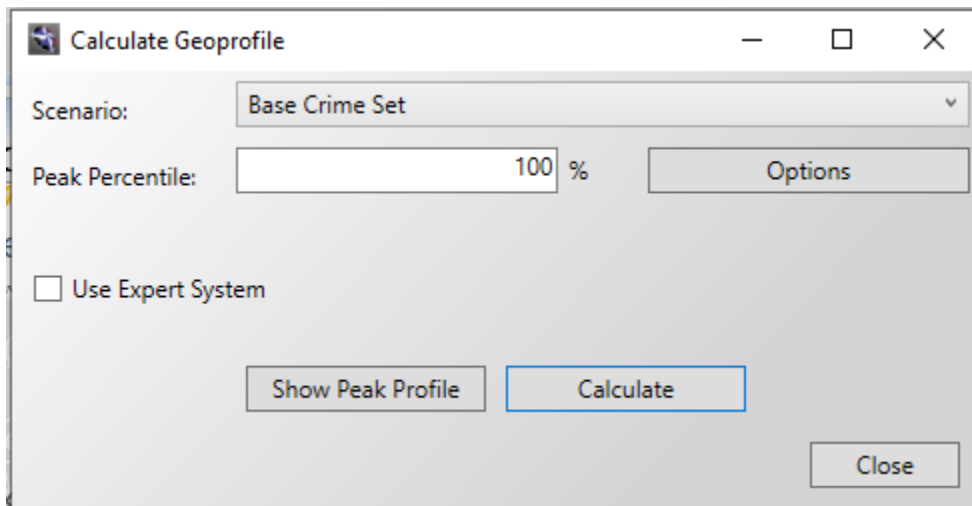 Calculate Geoprofile
Scenario: Base Crime Set
Peak Percentile: 100 % Options
Use Expert System
Show Peak Profile Calculate
Close